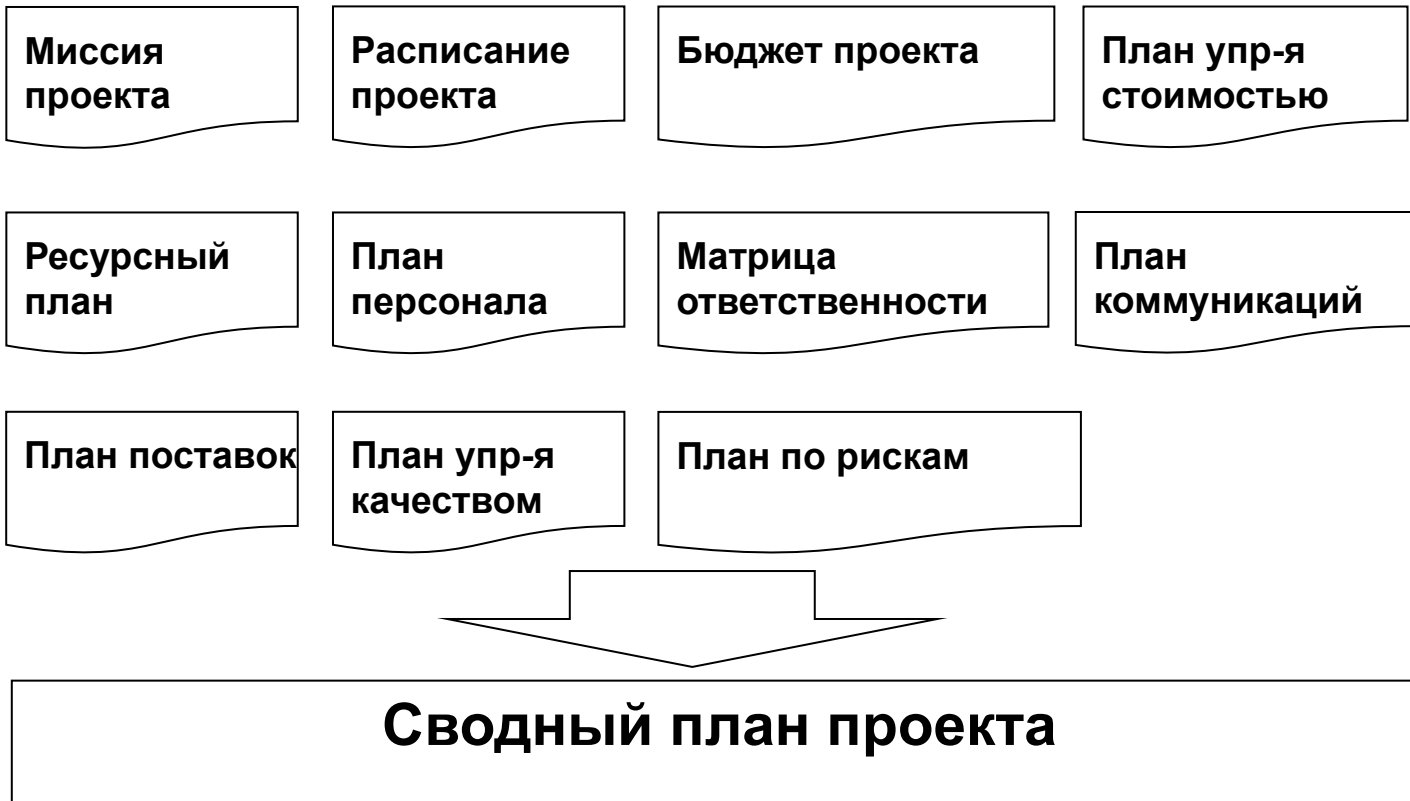 Миссия
проекта
Расписание
проекта
Бюджет проекта
План упр-я
стоимостью
Ресурсный
план
План
персонала
Матрица
ответственности
План
коммуникаций
План поставок
План упр-я
качеством
План по рискам
Сводный план проекта